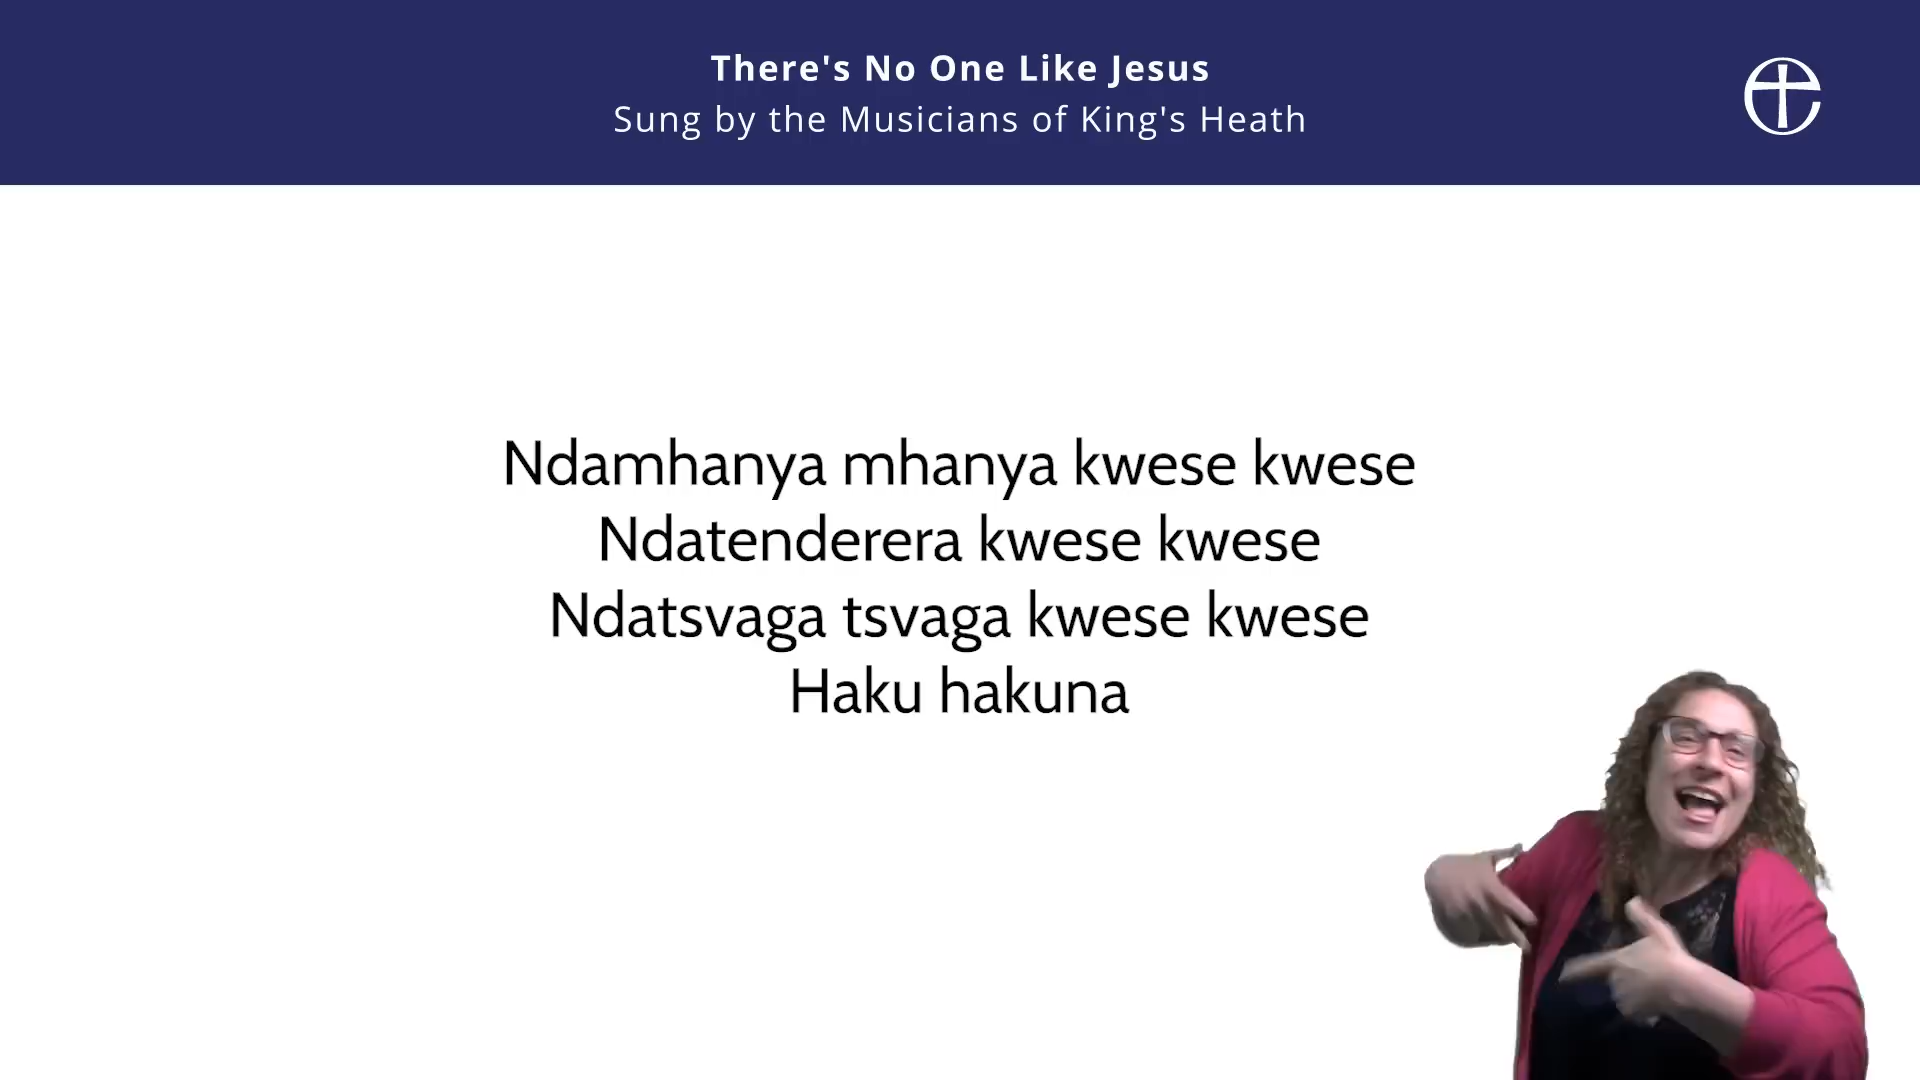 There's No One Like Jesus
Sung by the Musicians of King's Heath
Ndamhanya mhanya kwese kwese
Ndatenderera kwese kwese
Ndatsvaga tsvaga kwese kwese
Haku hakuna